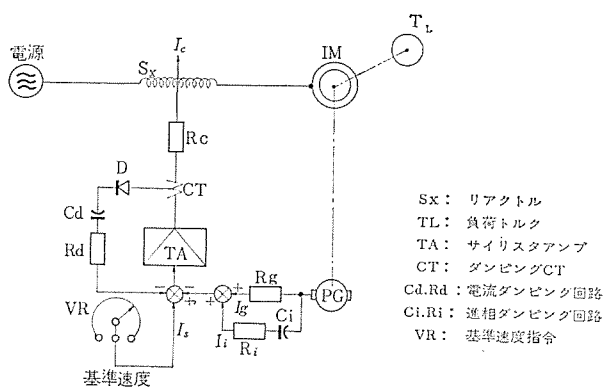 電源
Sx
Ic
IM
TL
Rc
D
CT
Cd
Rd
TA
VR
Is
Ig
Rg
PG
Ii
Ri
Ci
基準速度
Sx： リアクトル
TL： 負荷トルク
TA： サイリスタアンプ
CT： ダンピングCT
Cd.Rd：電流ダンピング回路
Ci.Ri：進相ダンピング回路
VR： 基準速度指令